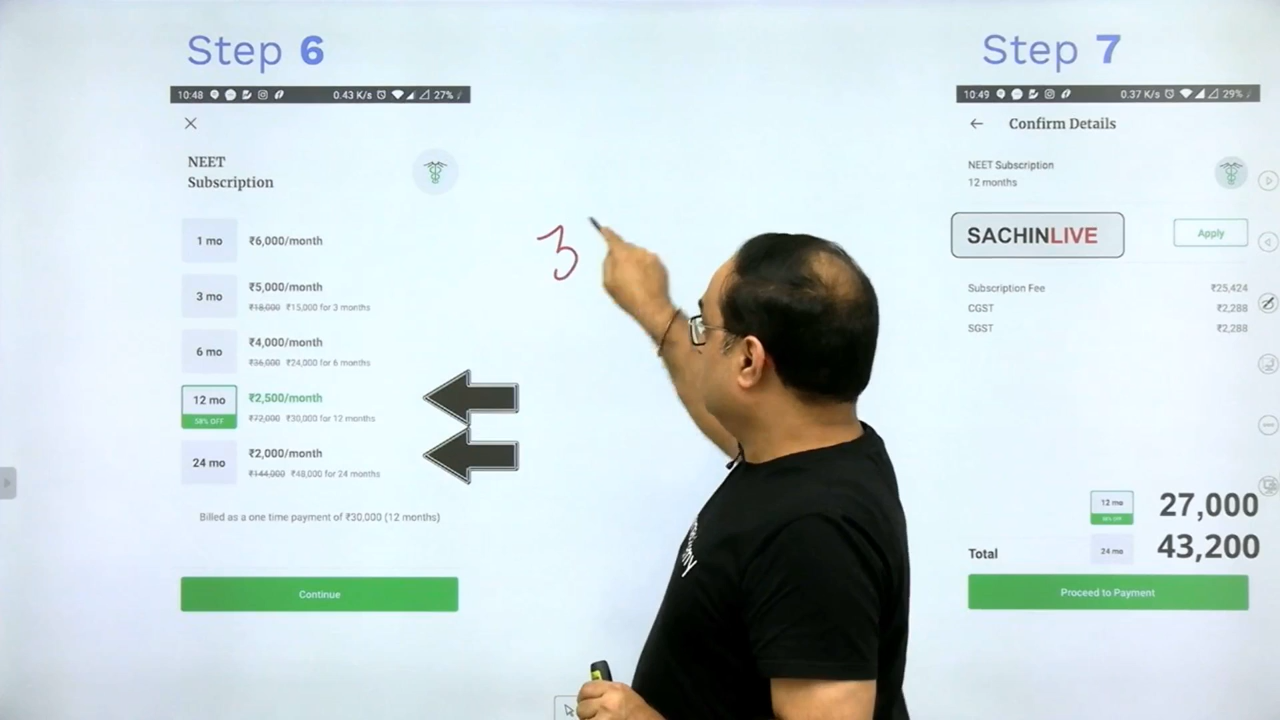 Step 6
10:48 0.43 K/s 27%
NEET
Subscription
1 mo ₹6,000/month
3 mo ₹5,000/month
₹18,000 ₹15,000 for 3 months
6 mo ₹4,000/month
₹36,000 ₹24,000 for 6 months
12 mo ₹2,500/month
58% OFF ₹72,000 ₹30,000 for 12 months
24 mo ₹2,000/month
₹144,000 ₹48,000 for 24 months
Billed as a one time payment of ₹30,000 (12 months)
Continue
3
Step 7
10:49 0.37 K/s 29%
Confirm Details
NEET Subscription
12 months
SACHINLIVE Apply
Subscription Fee ₹25,424
CGST ₹2,288
SGST ₹2,288
12 mo 27,000
Total 24 mo 43,200
Proceed to Payment